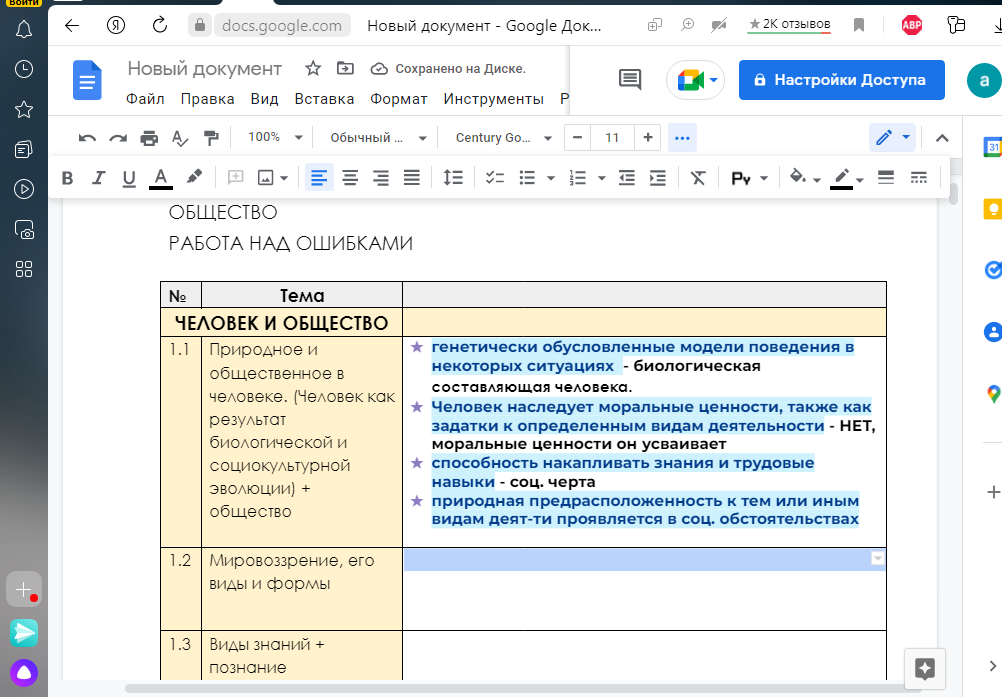 войти
docs.google.com
Новый документ - Google Док...
2К отзывов
ABP
Новый документ
Сохранено на Диске.
Файл Правка Вид Вставка Формат Инструменты Р
Настройки Доступа
a
100%
Обычный ...
Century Go...
11
31
B I U A
Ру
ОБЩЕСТВО
РАБОТА НАД ОШИБКАМИ
№ Тема
ЧЕЛОВЕК И ОБЩЕСТВО
1.1 Природное и
общественное в
человеке. (Человек как
результат
биологической и
социокультурной
эволюции) +
общество
★ генетически обусловленные модели поведения в
некоторых ситуациях - биологическая
составляющая человека.
★ Человек наследует моральные ценности, также как
задатки к определенным видам деятельности - НЕТ,
моральные ценности он усваивает
★ способность накапливать знания и трудовые
навыки - соц. черта
★ природная предрасположенность к тем или иным
видам деят-ти проявляется в соц. обстоятельствах
1.2 Мировоззрение, его
виды и формы
1.3 Виды знаний +
познание